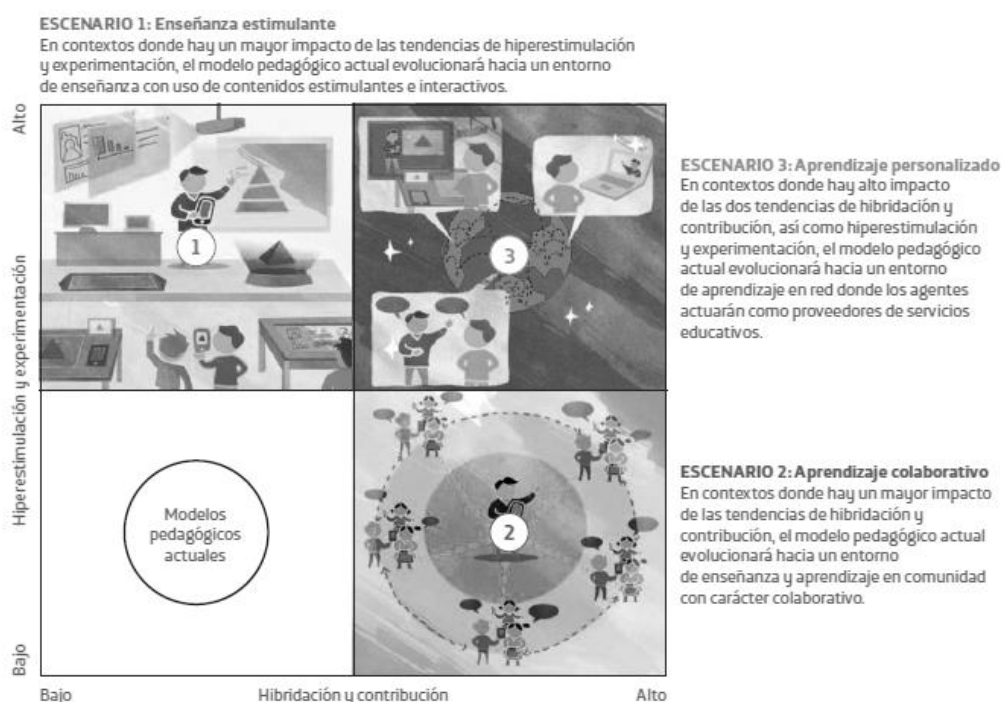 ESCENARIO 1: Enseñanza estimulante
En contextos donde hay un mayor impacto de las tendencias de hiperestimulación
y experimentación, el modelo pedagógico actual evolucionará hacia un entorno
de enseñanza con uso de contenidos estimulantes e interactivos.
Alto
Hiperestimulación y experimentación
Bajo
1
3
ESCENARIO 3: Aprendizaje personalizado
En contextos donde hay alto impacto
de las dos tendencias de hibridación y
contribución, así como hiperestimulación
y experimentación, el modelo pedagógico
actual evolucionará hacia un entorno
de aprendizaje en red donde los agentes
actuarán como proveedores de servicios
educativos.
Modelos
pedagógicos
actuales
2
ESCENARIO 2: Aprendizaje colaborativo
En contextos donde hay un mayor impacto
de las tendencias de hibridación y
contribución, el modelo pedagógico actual
evolucionará hacia un entorno
de enseñanza y aprendizaje en comunidad
con carácter colaborativo.
Bajo
Hibridación y contribución
Alto